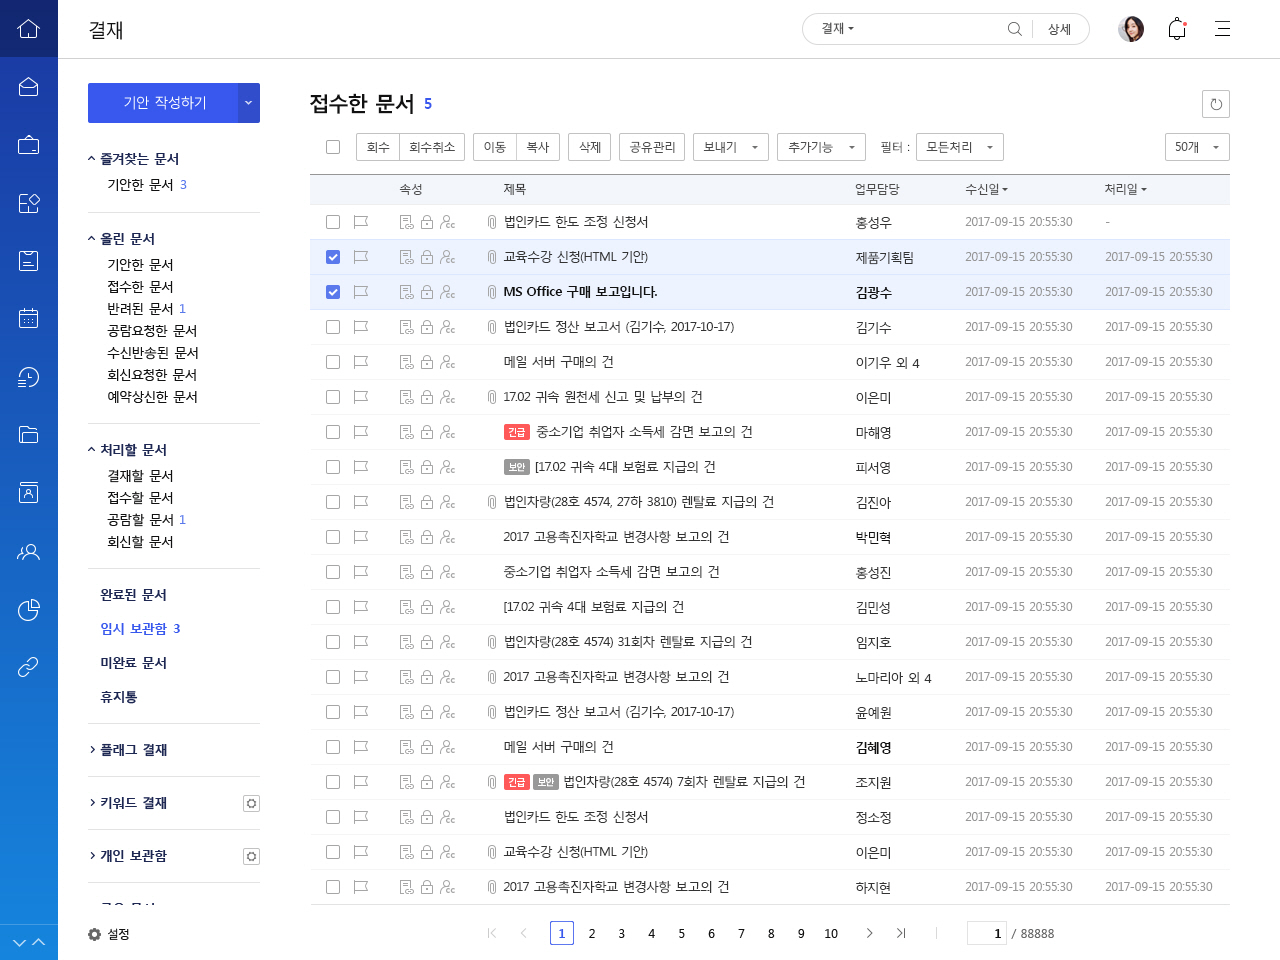 결재
결재 상세
기안 작성하기
즐겨찾는 문서
기안한 문서 3
올린 문서
기안한 문서
접수한 문서
반려된 문서 1
공람요청한 문서
수신반송된 문서
회신요청한 문서
예약상신한 문서
처리할 문서
결재할 문서
접수할 문서
공람할 문서 1
회신할 문서
완료된 문서
임시 보관함 3
미완료 문서
휴지통
플래그 결재
키워드 결재
개인 보관함
설정
접수한 문서 5
회수 회수취소 이동 복사 삭제 공유관리 보내기 추가기능 필터 : 모든처리 50개
속성 제목 업무담당 수신일 처리일
법인카드 한도 조정 신청서 홍성우 2017-09-15 20:55:30 -
교육수강 신청(HTML 기안) 제품기획팀 2017-09-15 20:55:30 2017-09-15 20:55:30
MS Office 구매 보고입니다. 김광수 2017-09-15 20:55:30 2017-09-15 20:55:30
법인카드 정산 보고서 (김기수, 2017-10-17) 김기수 2017-09-15 20:55:30 2017-09-15 20:55:30
메일 서버 구매의 건 이기우 외 4 2017-09-15 20:55:30 2017-09-15 20:55:30
17.02 귀속 원천세 신고 및 납부의 건 이은미 2017-09-15 20:55:30 2017-09-15 20:55:30
긴급 중소기업 취업자 소득세 감면 보고의 건 마해영 2017-09-15 20:55:30 2017-09-15 20:55:30
보안 [17.02 귀속 4대 보험료 지급의 건 피서영 2017-09-15 20:55:30 2017-09-15 20:55:30
법인차량(28호 4574, 27하 3810) 렌탈료 지급의 건 김진아 2017-09-15 20:55:30 2017-09-15 20:55:30
2017 고용촉진자학교 변경사항 보고의 건 박민혁 2017-09-15 20:55:30 2017-09-15 20:55:30
중소기업 취업자 소득세 감면 보고의 건 홍성진 2017-09-15 20:55:30 2017-09-15 20:55:30
[17.02 귀속 4대 보험료 지급의 건 김민성 2017-09-15 20:55:30 2017-09-15 20:55:30
법인차량(28호 4574) 31회차 렌탈료 지급의 건 임지호 2017-09-15 20:55:30 2017-09-15 20:55:30
2017 고용촉진자학교 변경사항 보고의 건 노마리아 외 4 2017-09-15 20:55:30 2017-09-15 20:55:30
법인카드 정산 보고서 (김기수, 2017-10-17) 윤예원 2017-09-15 20:55:30 2017-09-15 20:55:30
메일 서버 구매의 건 김혜영 2017-09-15 20:55:30 2017-09-15 20:55:30
긴급 보안 법인차량(28호 4574) 7회차 렌탈료 지급의 건 조지원 2017-09-15 20:55:30 2017-09-15 20:55:30
법인카드 한도 조정 신청서 정소정 2017-09-15 20:55:30 2017-09-15 20:55:30
교육수강 신청(HTML 기안) 이은미 2017-09-15 20:55:30 2017-09-15 20:55:30
2017 고용촉진자학교 변경사항 보고의 건 하지현 2017-09-15 20:55:30 2017-09-15 20:55:30
1 2 3 4 5 6 7 8 9 10 1 / 88888